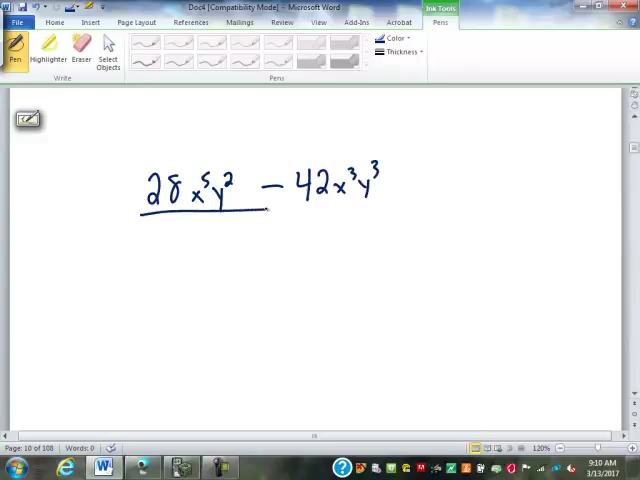 Doc4 [Compatibility Mode] - Microsoft Word
Ink Tools
File Home Insert Page Layout References Mailings Review View Add-Ins Acrobat Pens
Pen Highlighter Eraser Select Objects
Color
Thickness
Write Pens
28x⁵y² − 42x³y³
Page: 10 of 108 Words: 0 120%
9:10 AM
3/13/2017